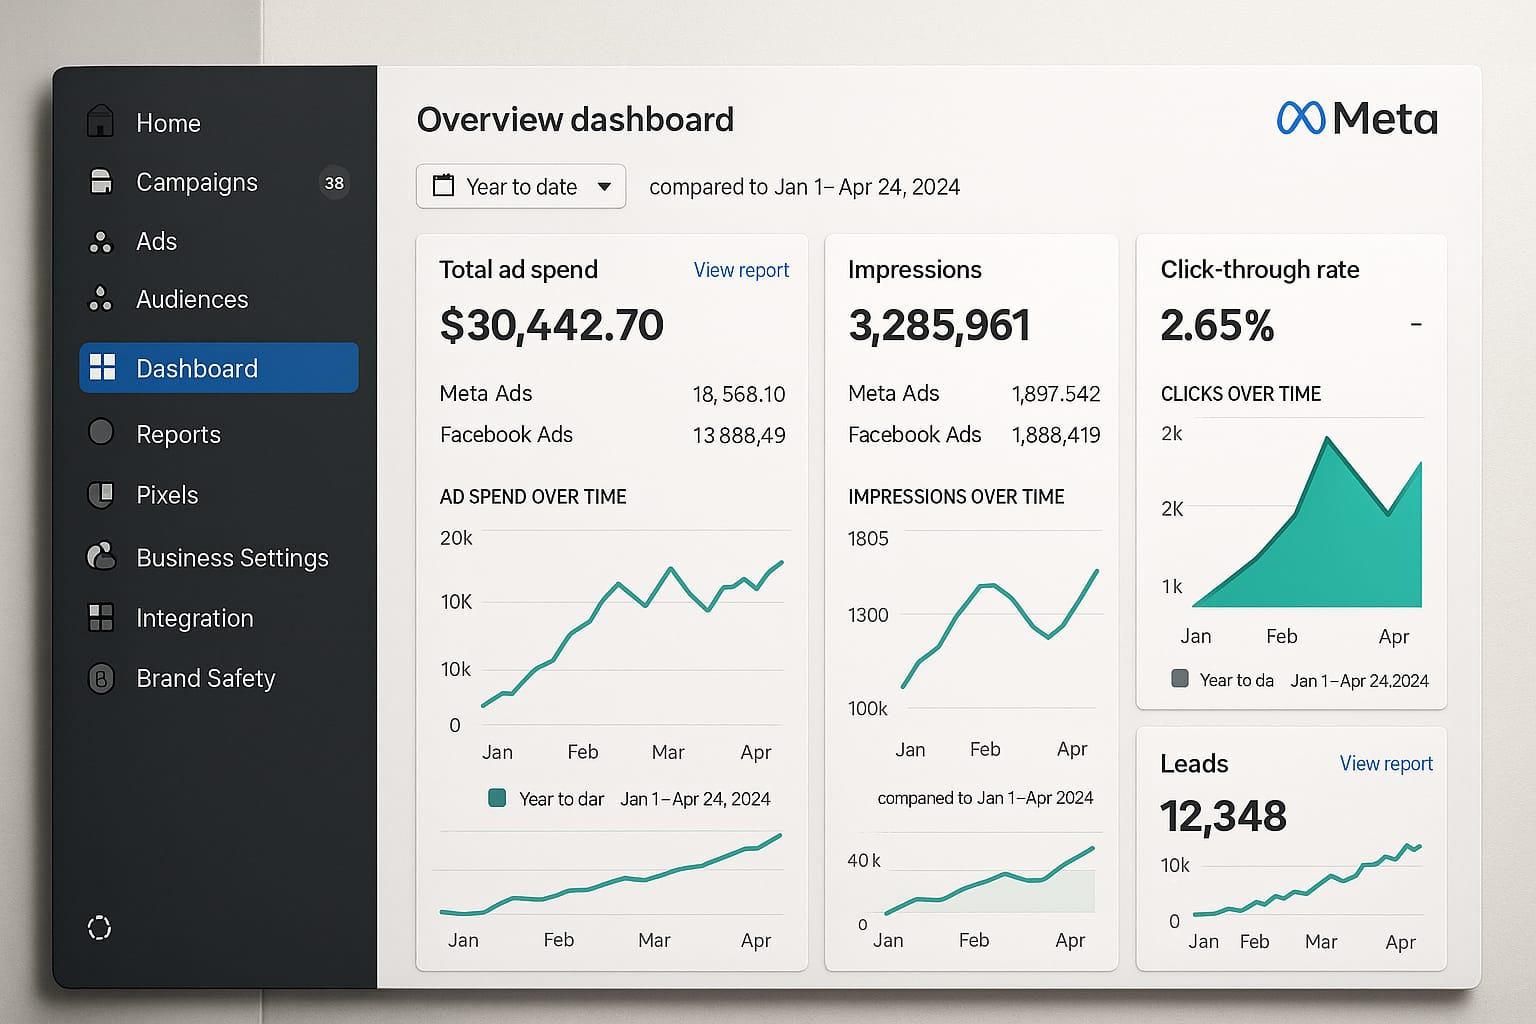 Home
Campaigns 38
Ads
Audiences
Dashboard
Reports
Pixels
Business Settings
Integration
B Brand Safety
Overview dashboard
Meta
Year to date compared to Jan 1–Apr 24, 2024
Total ad spend View report
$30,442.70
Meta Ads 18,568.10
Facebook Ads 13 888,49
AD SPEND OVER TIME
20k
10K
10k
0
Jan Feb Mar Apr
Year to dar Jan 1–Apr 24, 2024
Jan Feb Mar Apr
Impressions
3,285,961
Meta Ads 1,897.542
Facebook Ads 1,888,419
IMPRESSIONS OVER TIME
1805
1300
100k
Jan Feb Apr
companed to Jan 1–Apr 2024
40k
0
Jan Feb Apr
Click-through rate
2.65% –
CLICKS OVER TIME
2k
2K
1k
Jan Feb Apr
Year to da Jan 1–Apr 24.2024
Leads View report
12,348
10k
0
Jan Feb Mar Apr